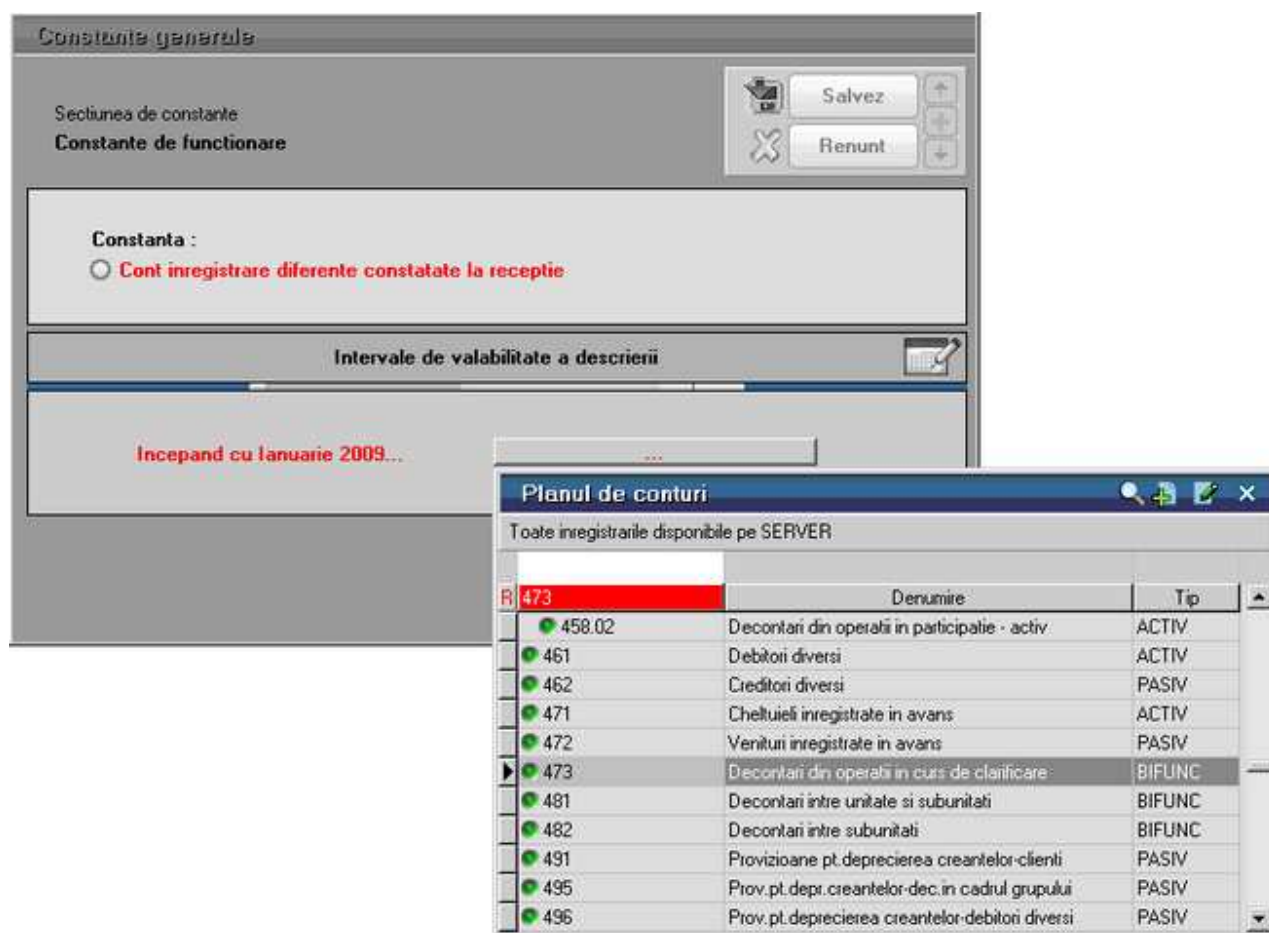 Constante generale
Sectiunea de constante
Constante de functionare
Salvez
Renunt
Constanta :
Cont inregistrare diferente constatate la receptie
Intervale de valabilitate a descrierii
Incepand cu Ianuarie 2009...
...
Planul de conturi
Toate inregistrarile disponibile pe SERVER
R 473 Denumire Tip
458.02 Decontari din operatii in participatie - activ ACTIV
461 Debitori diversi ACTIV
462 Creditori diversi PASIV
471 Cheltuieli inregistrate in avans ACTIV
472 Venituri inregistrate in avans PASIV
473 Decontari din operatii in curs de clarificare BIFUNC
481 Decontari intre unitate si subunitati BIFUNC
482 Decontari intre subunitati BIFUNC
491 Provizioane pt.deprecierea creantelor-clienti PASIV
495 Prov.pt.depr.creantelor-dec.in cadrul grupului PASIV
496 Prov.pt.deprecierea creantelor-debitori diversi PASIV